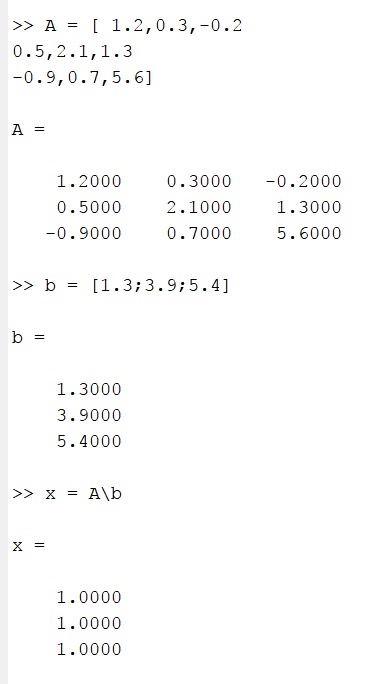 >> A = [ 1.2,0.3,-0.2
0.5,2.1,1.3
-0.9,0.7,5.6]
A =
1.2000 0.3000 -0.2000
0.5000 2.1000 1.3000
-0.9000 0.7000 5.6000
>> b = [1.3;3.9;5.4]
b =
1.3000
3.9000
5.4000
>> x = A\b
x =
1.0000
1.0000
1.0000